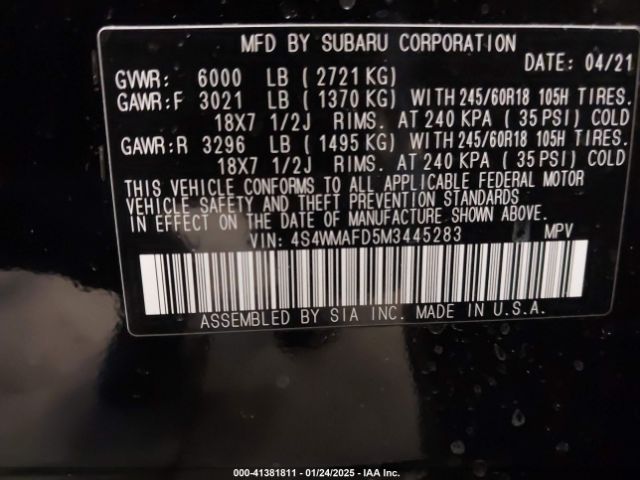 MFD BY SUBARU CORPORATION
DATE: 04/21
GVWR: 6000 LB ( 2721 KG)
GAWR: F 3021 LB ( 1370 KG) WITH 245/60R18 105H TIRES.
18X7 1/2J RIMS. AT 240 KPA ( 35 PSI) COLD
GAWR: R 3296 LB ( 1495 KG) WITH 245/60R18 105H TIRES.
18X7 1/2J RIMS. AT 240 KPA ( 35 PSI) COLD
THIS VEHICLE CONFORMS TO ALL APPLICABLE FEDERAL MOTOR
VEHICLE SAFETY AND THEFT PREVENTION STANDARDS
IN EFFECT ON THE DATE OF MANUFACTURE SHOWN ABOVE.
VIN: 4S4WMAFD5M3445283 MPV
ASSEMBLED BY SIA INC. MADE IN U.S.A.
000-41381811 - 01/24/2025 - IAA Inc.